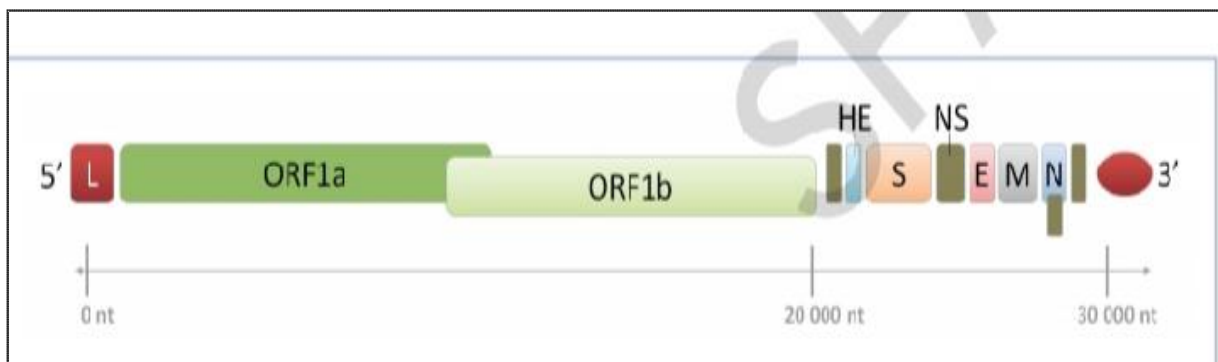 HE NS
5′ L ORF1a ORF1b S E M N 3′
0 nt 20 000 nt 30 000 nt